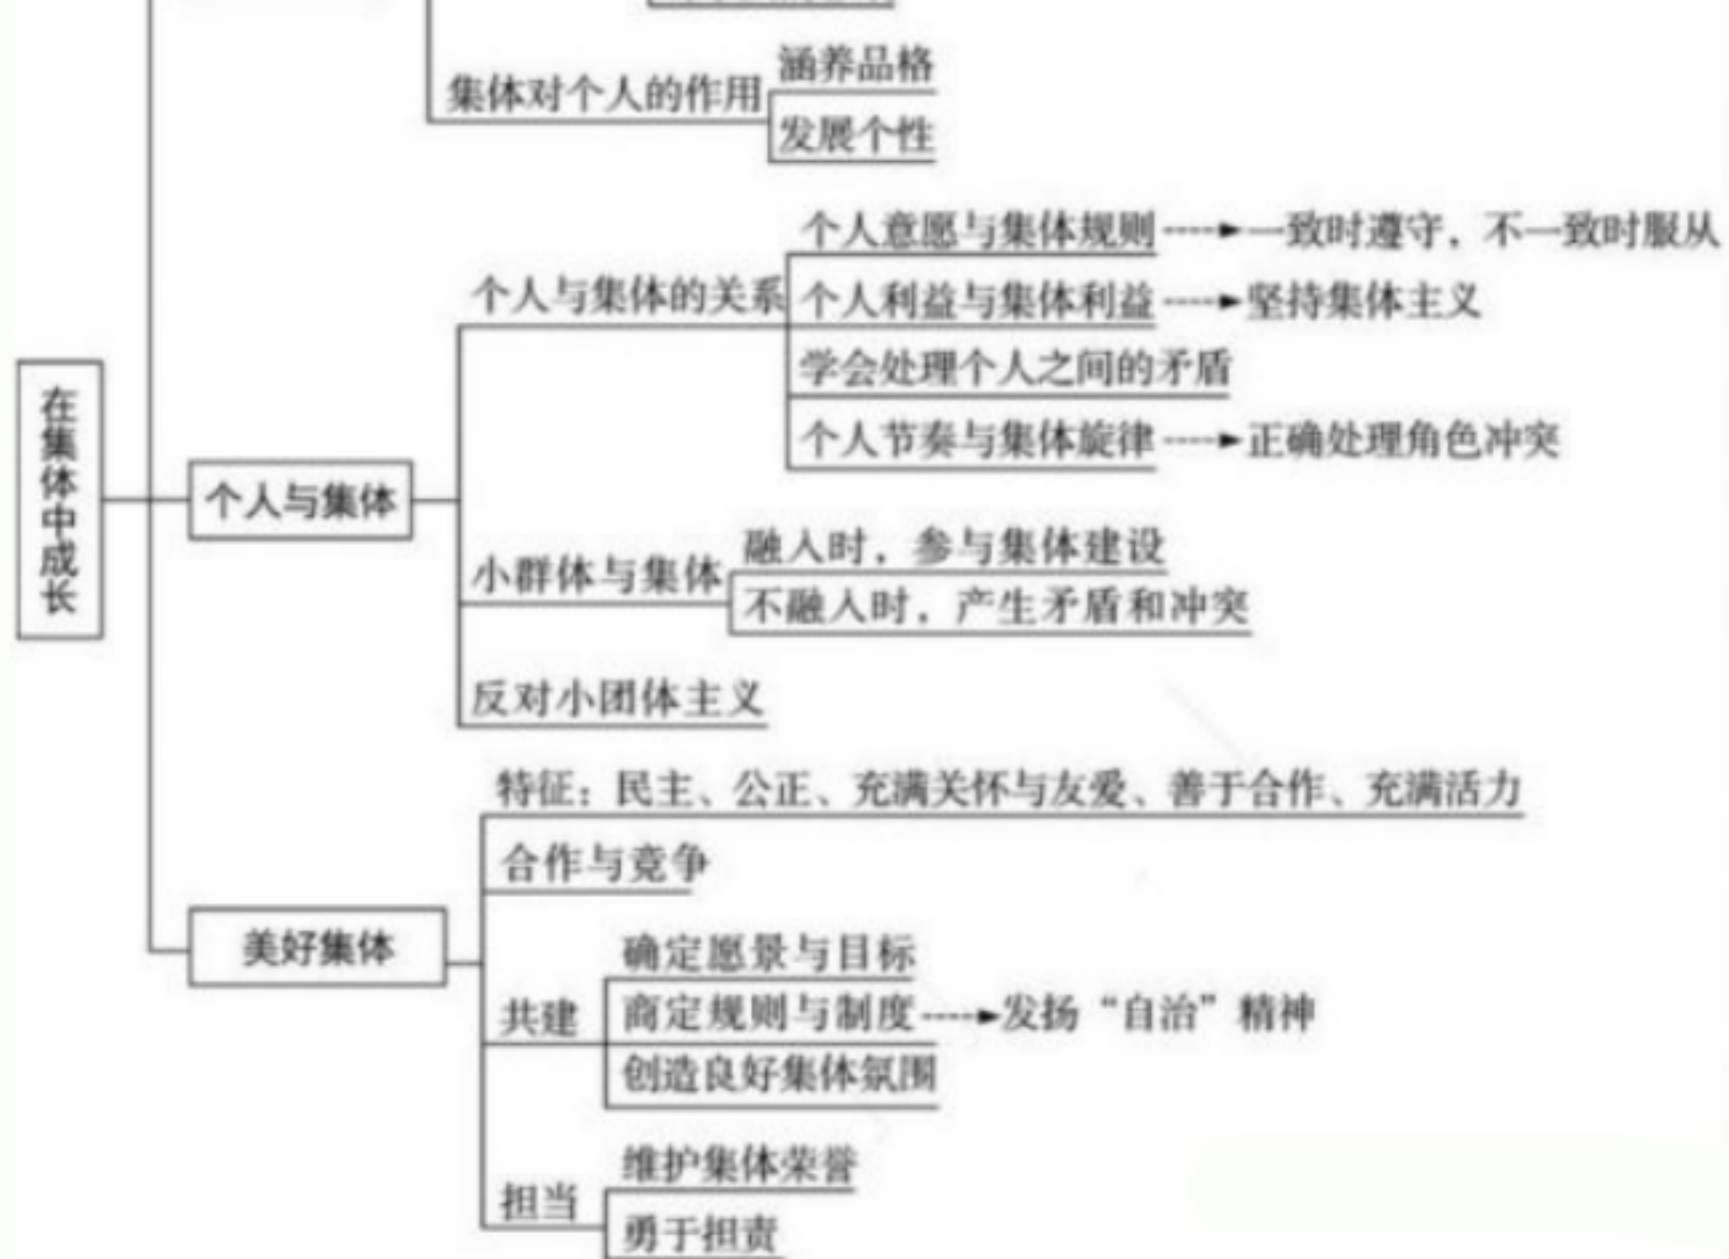 集体对个人的作用
涵养品格
发展个性
在集体中成长
个人与集体
个人与集体的关系
个人意愿与集体规则
一致时遵守，不一致时服从
个人利益与集体利益
坚持集体主义
学会处理个人之间的矛盾
个人节奏与集体旋律
正确处理角色冲突
小群体与集体
融入时，参与集体建设
不融入时，产生矛盾和冲突
反对小团体主义
美好集体
特征：民主、公正、充满关怀与友爱、善于合作、充满活力
合作与竞争
共建
确定愿景与目标
商定规则与制度
发扬“自治”精神
创造良好集体氛围
担当
维护集体荣誉
勇于担责